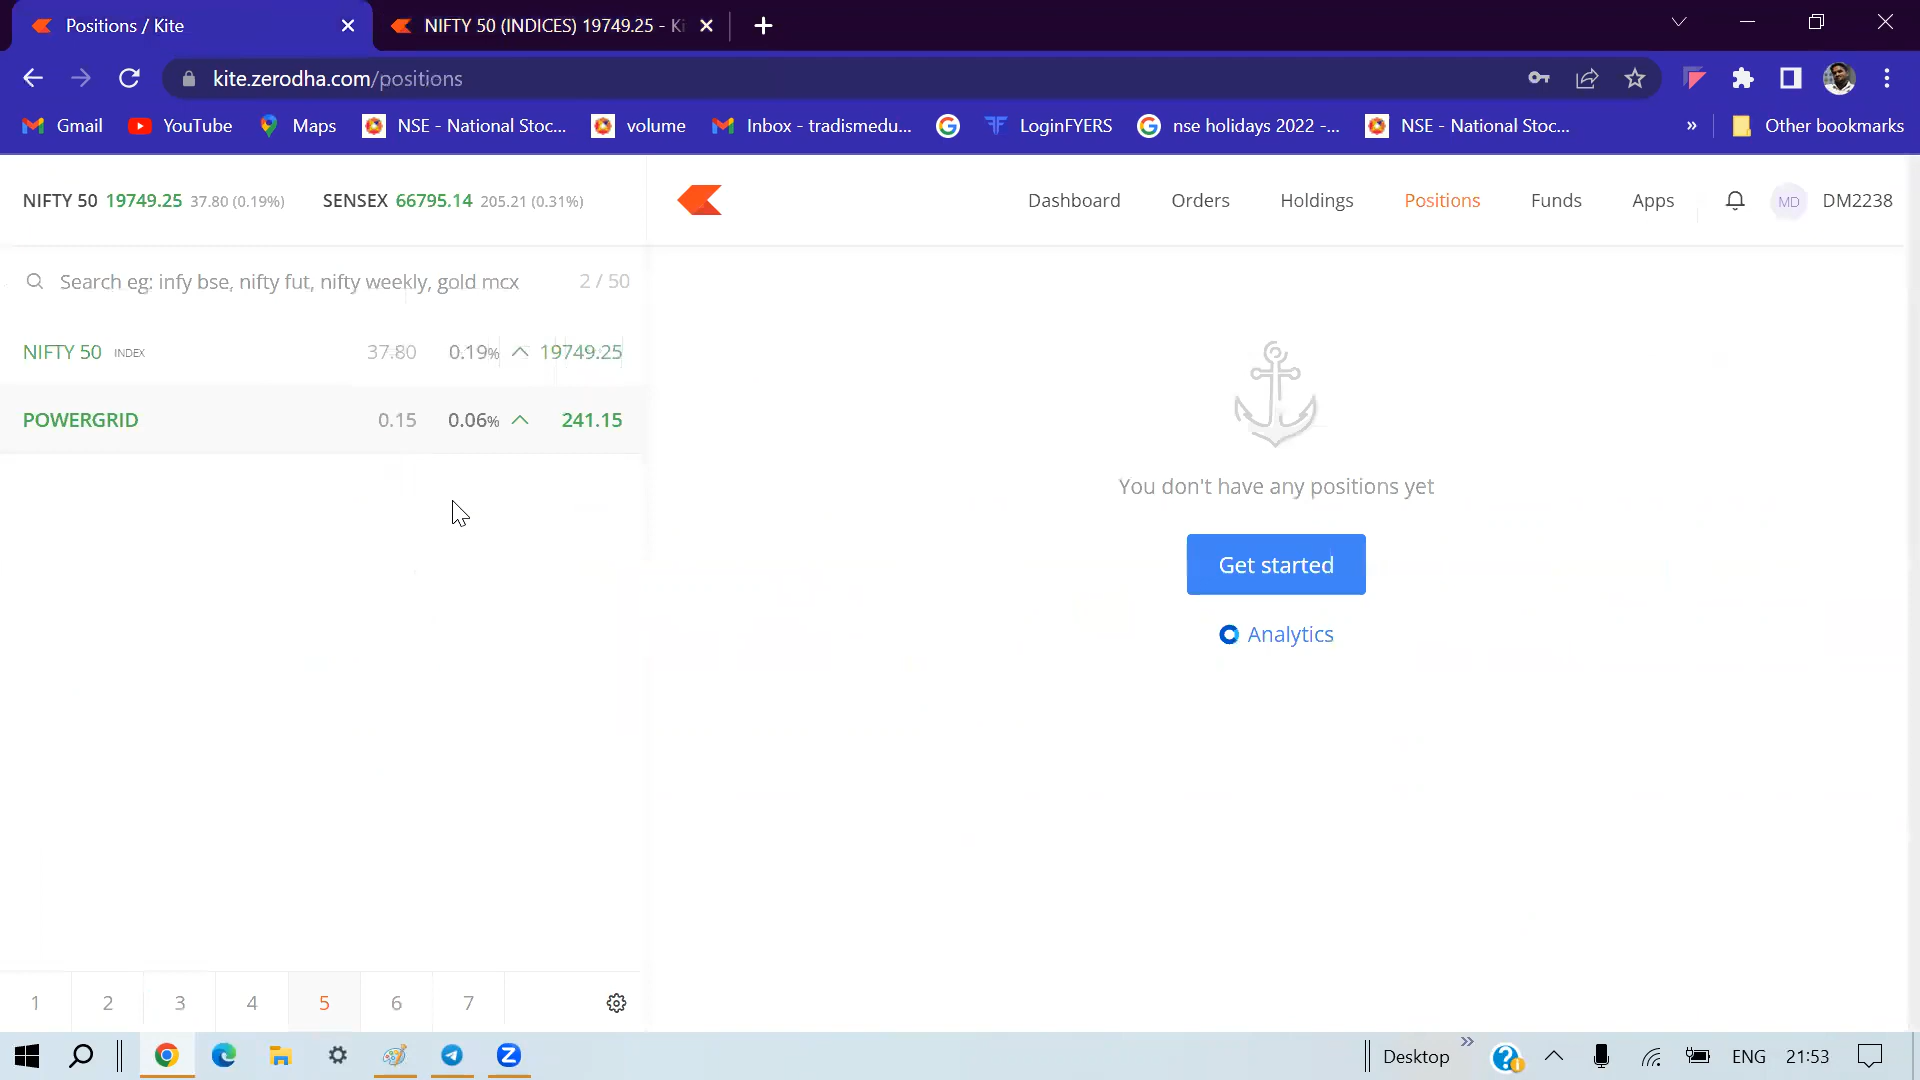 Positions / Kite
NIFTY 50 (INDICES) 19749.25 - Ki
kite.zerodha.com/positions
Gmail YouTube Maps NSE - National Stoc... volume Inbox - tradismedu... LoginFYERS nse holidays 2022 -... NSE - National Stoc... » Other bookmarks
NIFTY 50 19749.25 37.80 (0.19%) SENSEX 66795.14 205.21 (0.31%)
Dashboard Orders Holdings Positions Funds Apps MD DM2238
Search eg: infy bse, nifty fut, nifty weekly, gold mcx 2 / 50
NIFTY 50 INDEX 37.80 0.19% 19749.25
POWERGRID 0.15 0.06% 241.15
You don't have any positions yet
Get started
Analytics
1 2 3 4 5 6 7
Desktop » ENG 21:53